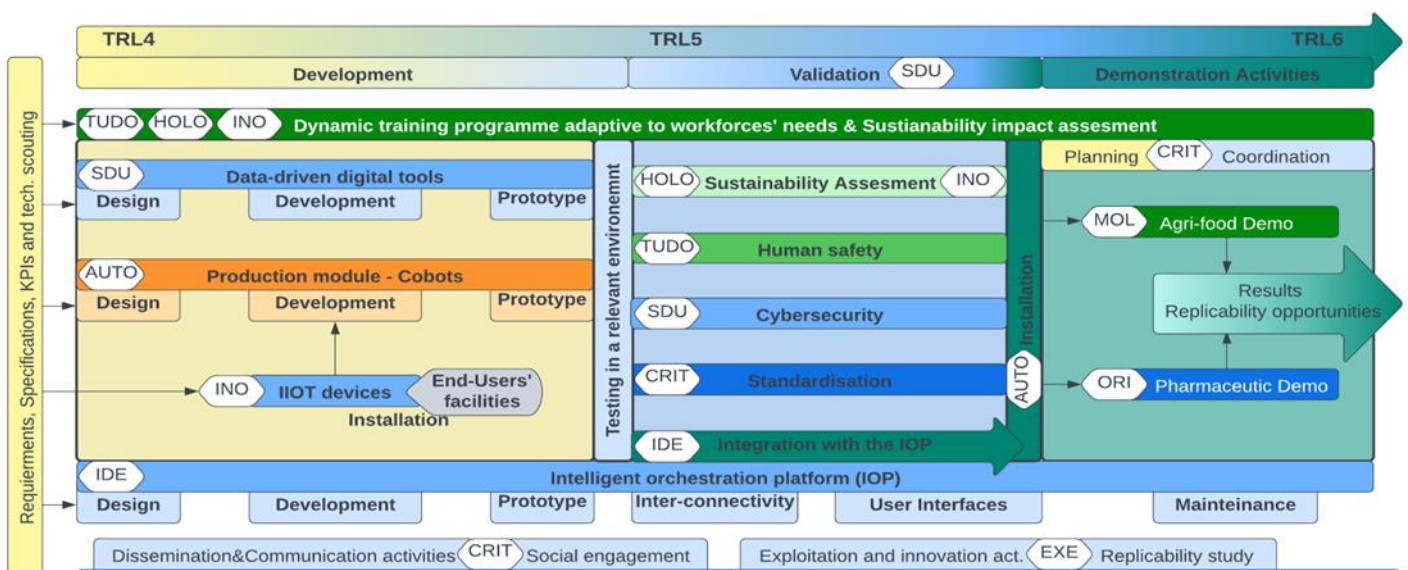 TRL4 TRL5 TRL6
Development Validation SDU Demonstration Activities
Requierments, Specifications, KPIs and tech. scouting
TUDO HOLO INO Dynamic training programme adaptive to workforces' needs & Sustianability impact assesment
SDU Data-driven digital tools
Design Development Prototype
AUTO Production module - Cobots
Design Development Prototype
INO IIOT devices End-Users'
facilities
Installation
Testing in a relevant environemnt
HOLO Sustainability Assesment INO
TUDO Human safety
SDU Cybersecurity
CRIT Standardisation
IDE Integration with the IOP
AUTO Installation
Planning CRIT Coordination
MOL Agri-food Demo
Results
Replicability opportunities
ORI Pharmaceutic Demo
IDE Intelligent orchestration platform (IOP)
Design Development Prototype Inter-connectivity User Interfaces Mainteinance
Dissemination&Communication activities CRIT Social engagement Exploitation and innovation act. EXE Replicability study